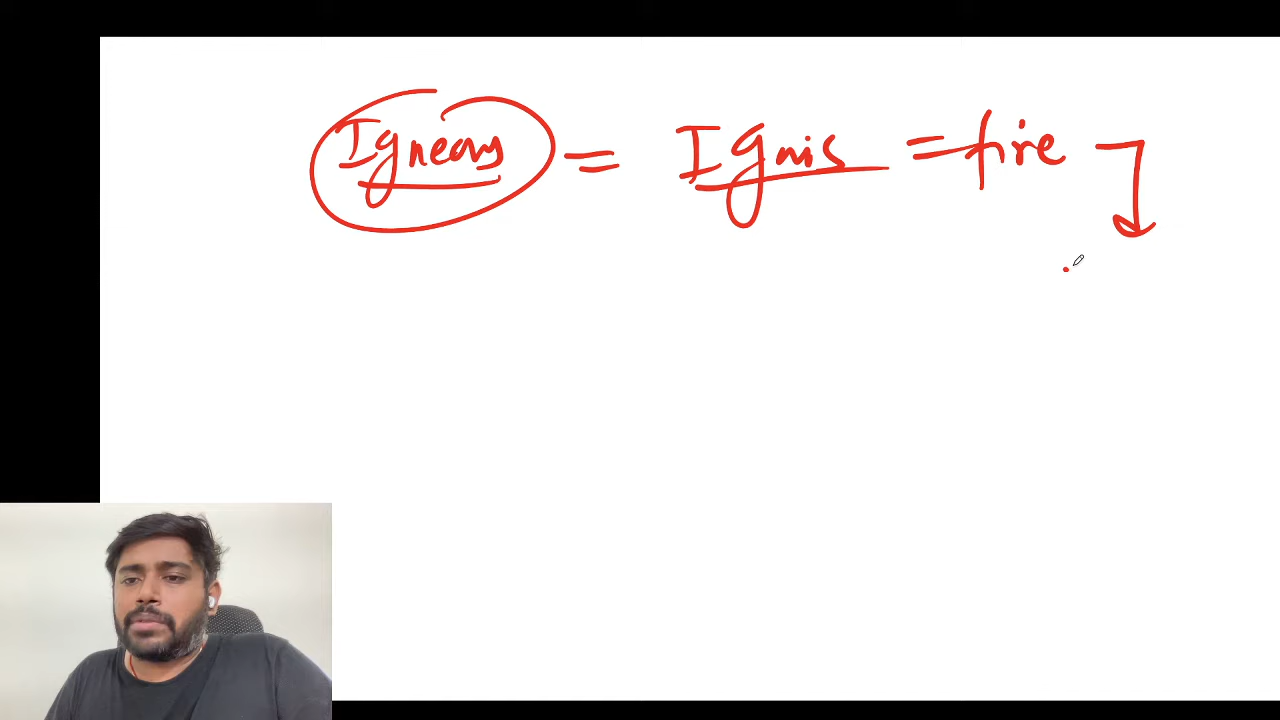 Igneous = Ignis = fire